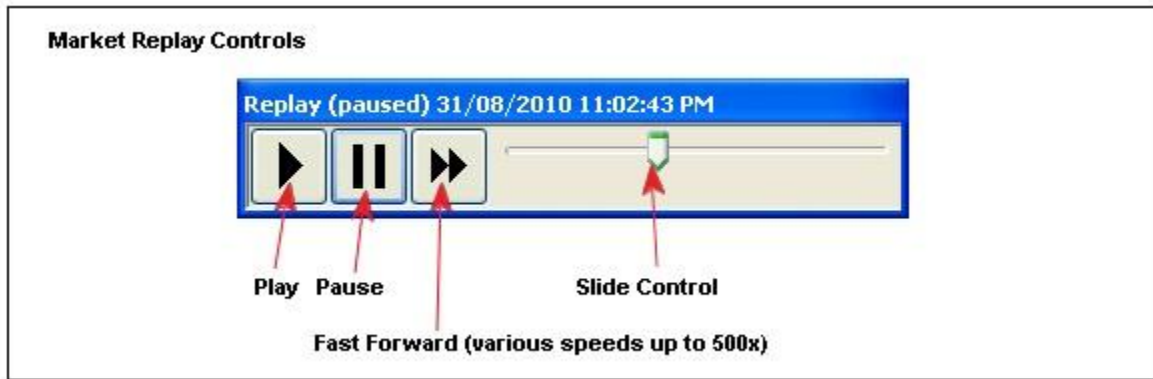 Market Replay Controls
Replay (paused) 31/08/2010 11:02:43 PM
Play Pause Slide Control
Fast Forward (various speeds up to 500x)